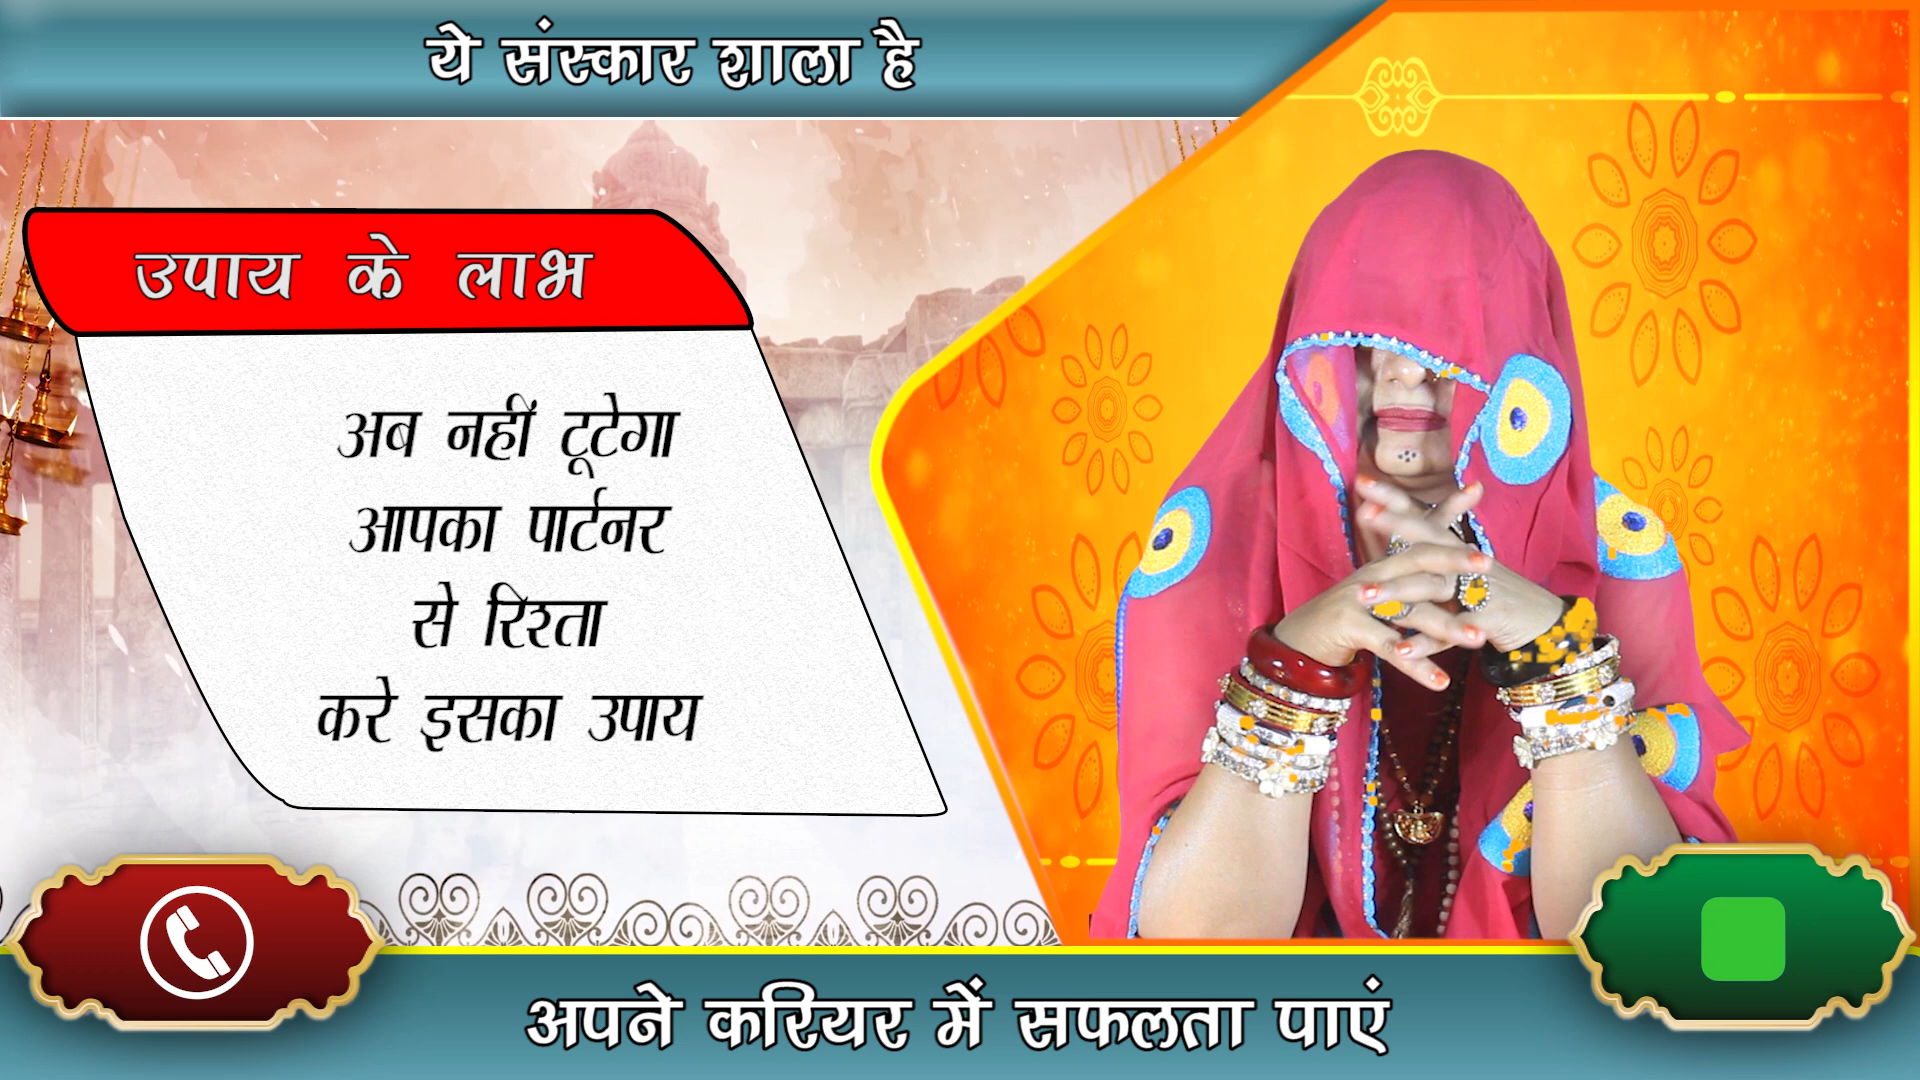 ये संस्कार शाला है
उपाय के लाभ
अब नहीं टूटेगा
आपका पार्टनर
से रिश्ता
करे इसका उपाय
अपने करियर में सफलता पाएं